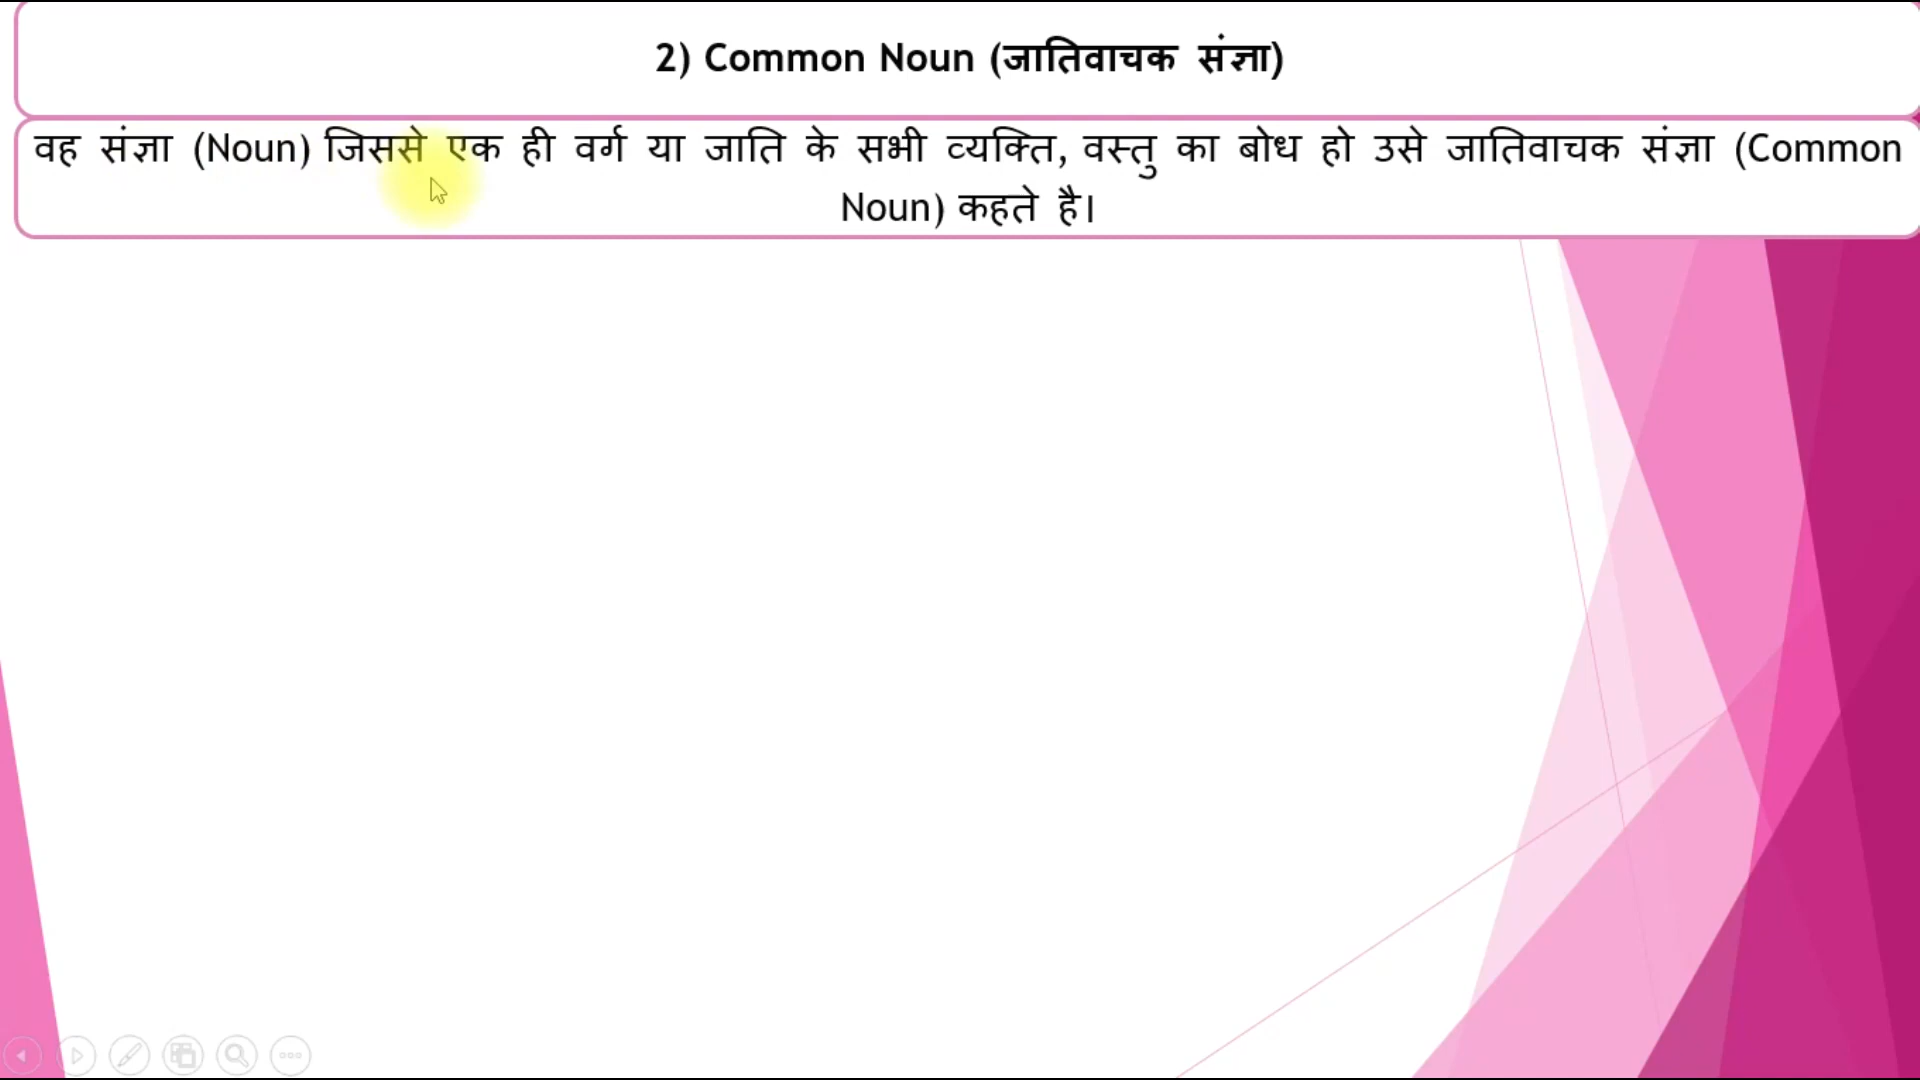 2) Common Noun (जातिवाचक संज्ञा)
वह संज्ञा (Noun) जिससे एक ही वर्ग या जाति के सभी व्यक्ति, वस्तु का बोध हो उसे जातिवाचक संज्ञा (Common
Noun) कहते है।